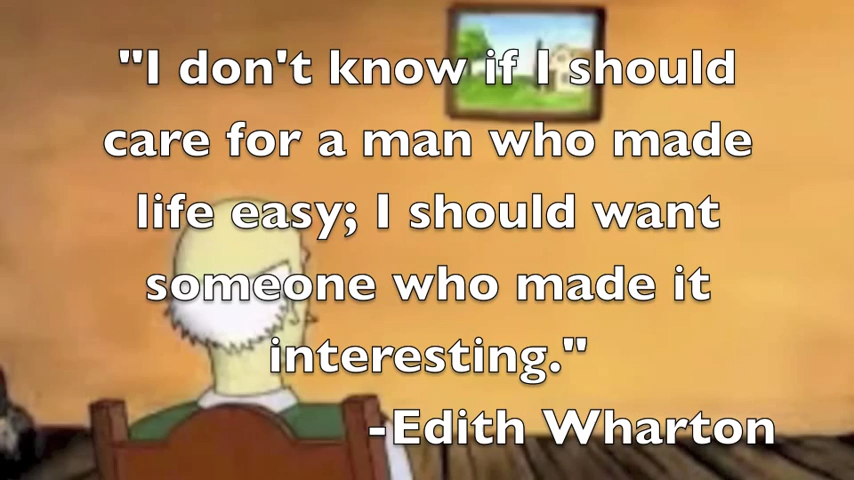 "I don't know if I should
care for a man who made
life easy; I should want
someone who made it
interesting."
-Edith Wharton